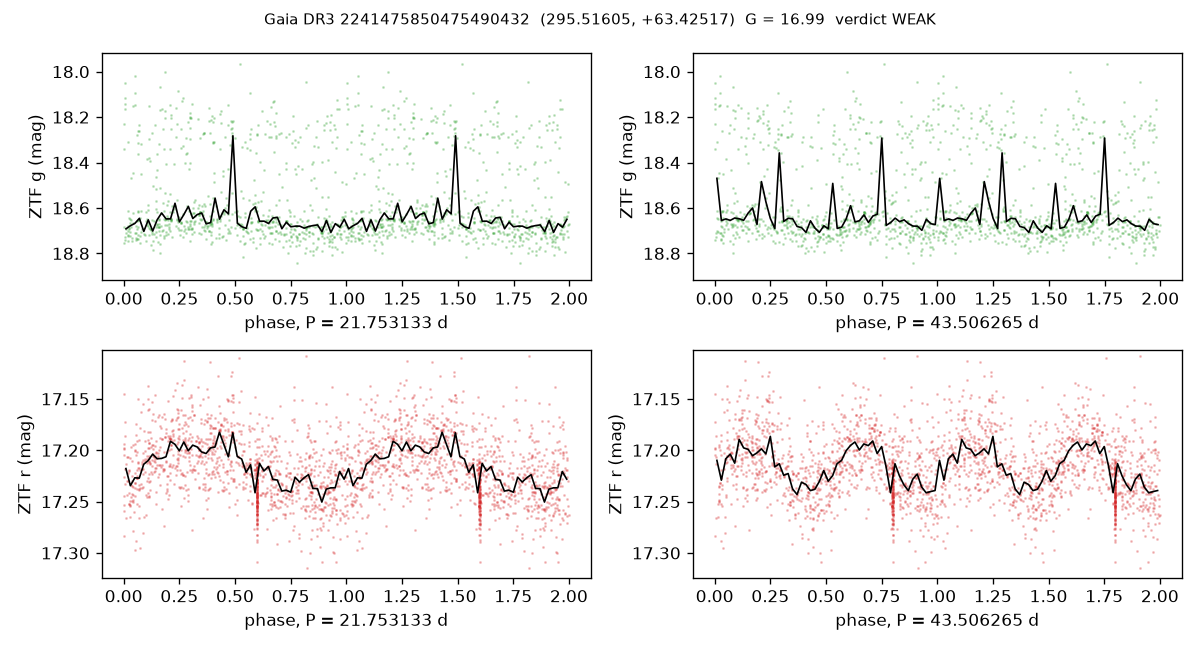 Gaia DR3 2241475850475490432 (295.51605, +63.42517) G = 16.99 verdict WEAK
ZTF g (mag)
18.0
18.2
18.4
18.6
18.8
0.00 0.25 0.50 0.75 1.00 1.25 1.50 1.75 2.00
phase, P = 21.753133 d
ZTF g (mag)
18.0
18.2
18.4
18.6
18.8
0.00 0.25 0.50 0.75 1.00 1.25 1.50 1.75 2.00
phase, P = 43.506265 d
ZTF r (mag)
17.15
17.20
17.25
17.30
0.00 0.25 0.50 0.75 1.00 1.25 1.50 1.75 2.00
phase, P = 21.753133 d
ZTF r (mag)
17.15
17.20
17.25
17.30
0.00 0.25 0.50 0.75 1.00 1.25 1.50 1.75 2.00
phase, P = 43.506265 d